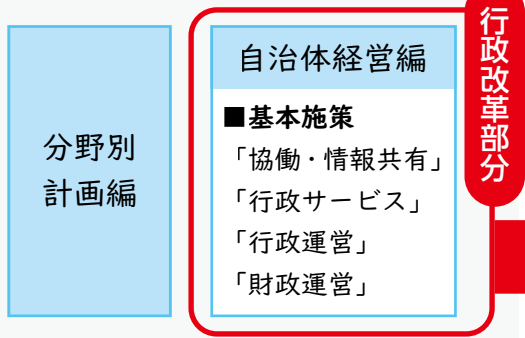 分野別
計画編
自治体経営編
■基本施策
「協働・情報共有」
「行政サービス」
「行政運営」
「財政運営」
行政改革部分